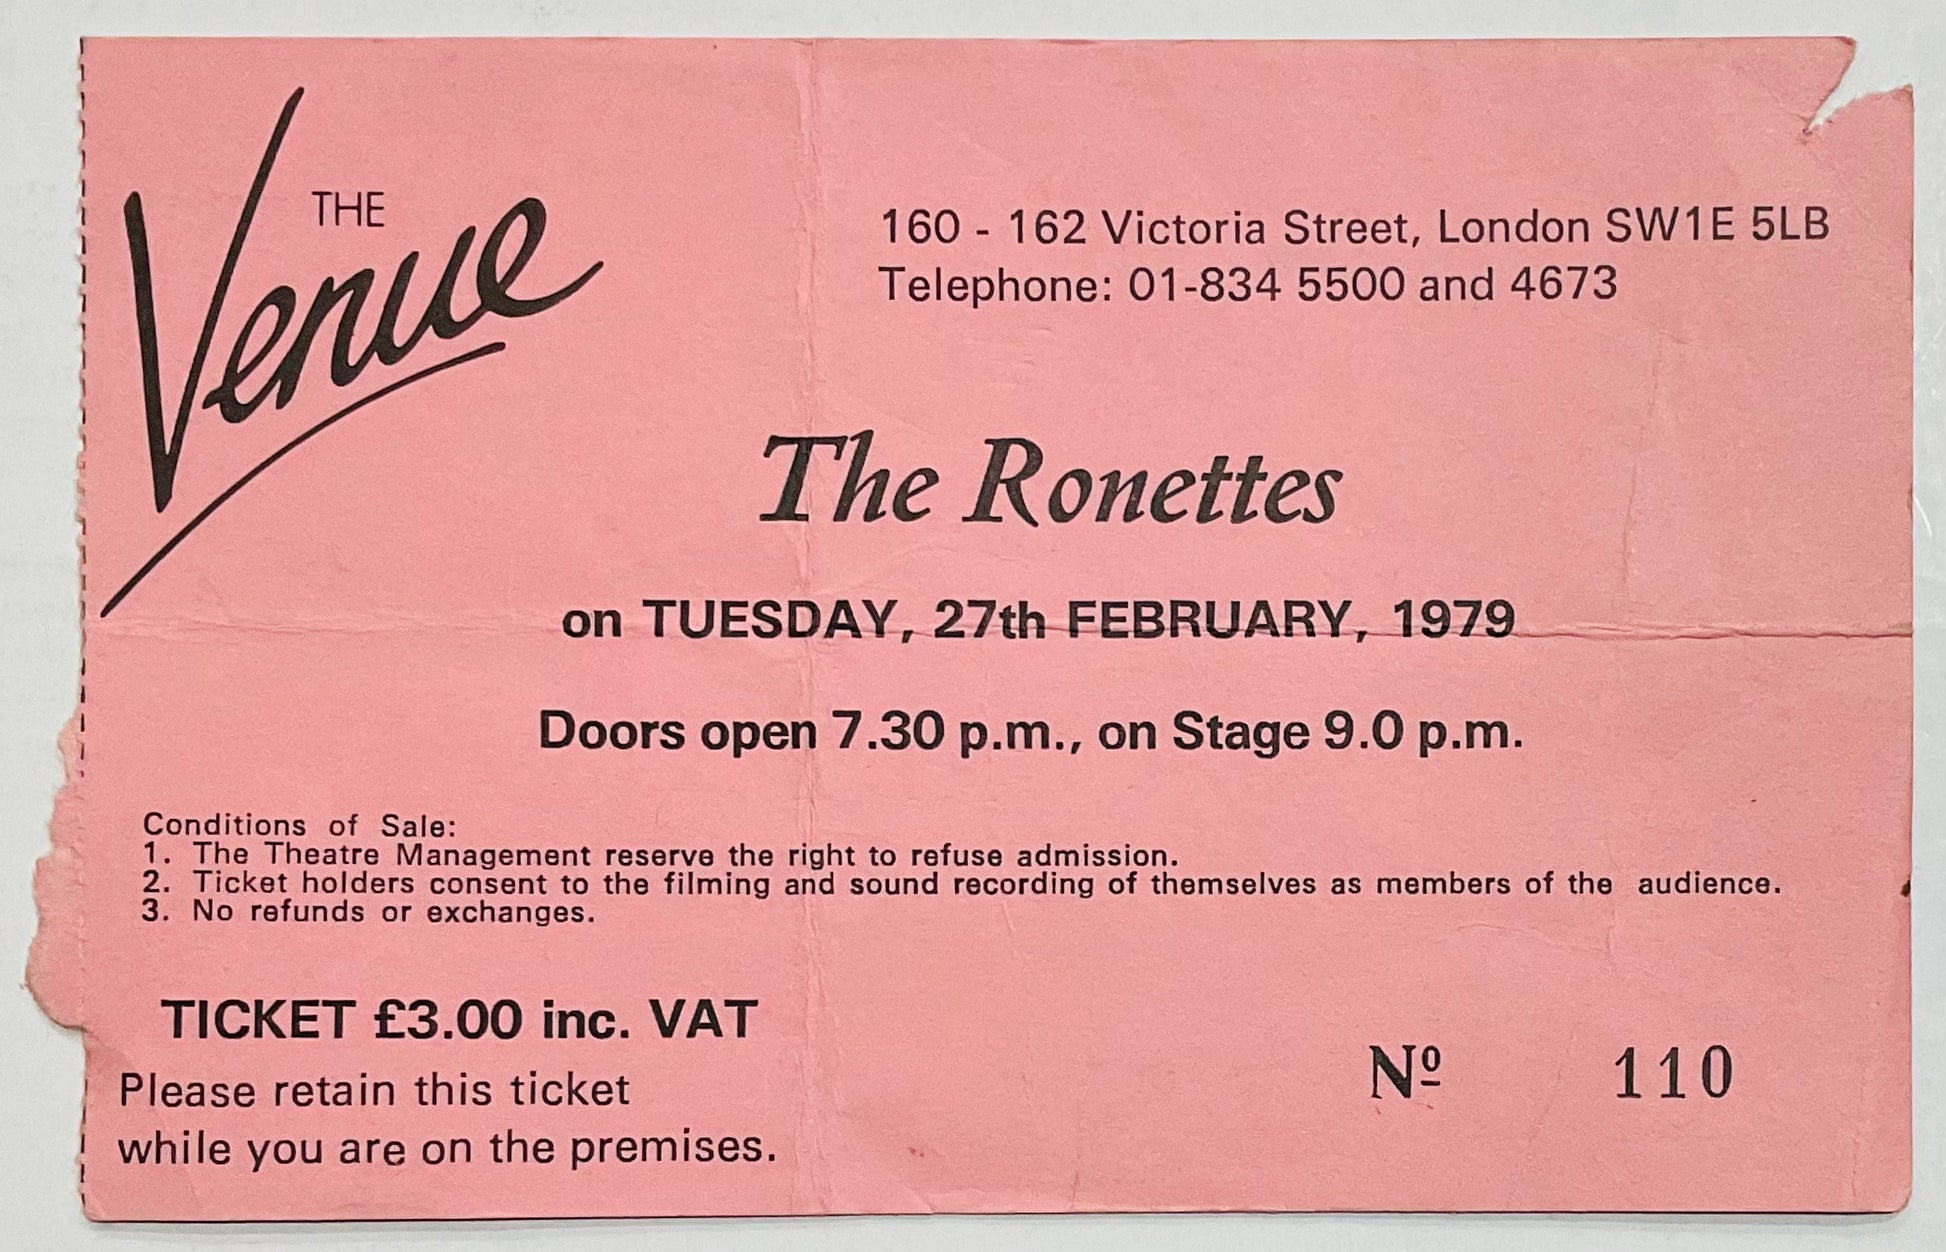 THE
Venue
160 - 162 Victoria Street, London SW1E 5LB
Telephone: 01-834 5500 and 4673
The Ronettes
on TUESDAY, 27th FEBRUARY, 1979
Doors open 7.30 p.m., on Stage 9.0 p.m.
Conditions of Sale:
1. The Theatre Management reserve the right to refuse admission.
2. Ticket holders consent to the filming and sound recording of themselves as members of the audience.
3. No refunds or exchanges.
TICKET £3.00 inc. VAT
Please retain this ticket
while you are on the premises.
Nº 110